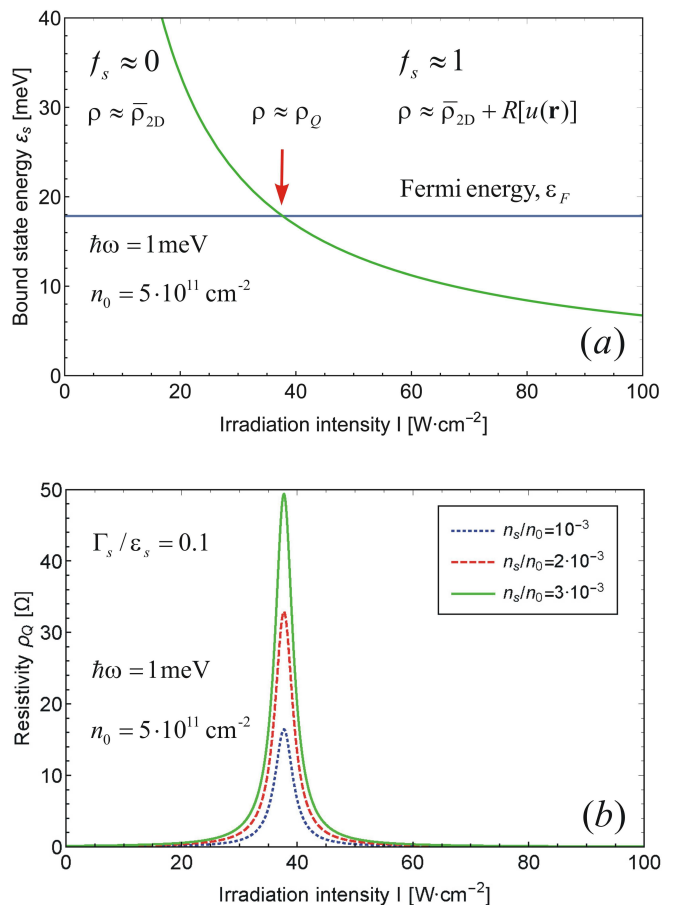 40
30
20
10
0
Bound state energy ε_s [meV]
f_s ≈ 0
f_s ≈ 1
ρ ≈ ρ̅_2D
ρ ≈ ρ_Q
ρ ≈ ρ̅_2D + R[u(r)]
Fermi energy, ε_F
ħω = 1 meV
n_0 = 5·10^11 cm^-2
(a)
0 20 40 60 80 100
Irradiation intensity I [W·cm^-2]
50
40
30
20
10
0
Resistivity ρ_Q [Ω]
Γ_s / ε_s = 0.1
n_s/n_0=10^-3
n_s/n_0=2·10^-3
n_s/n_0=3·10^-3
ħω = 1 meV
n_0 = 5·10^11 cm^-2
(b)
0 20 40 60 80 100
Irradiation intensity I [W·cm^-2]